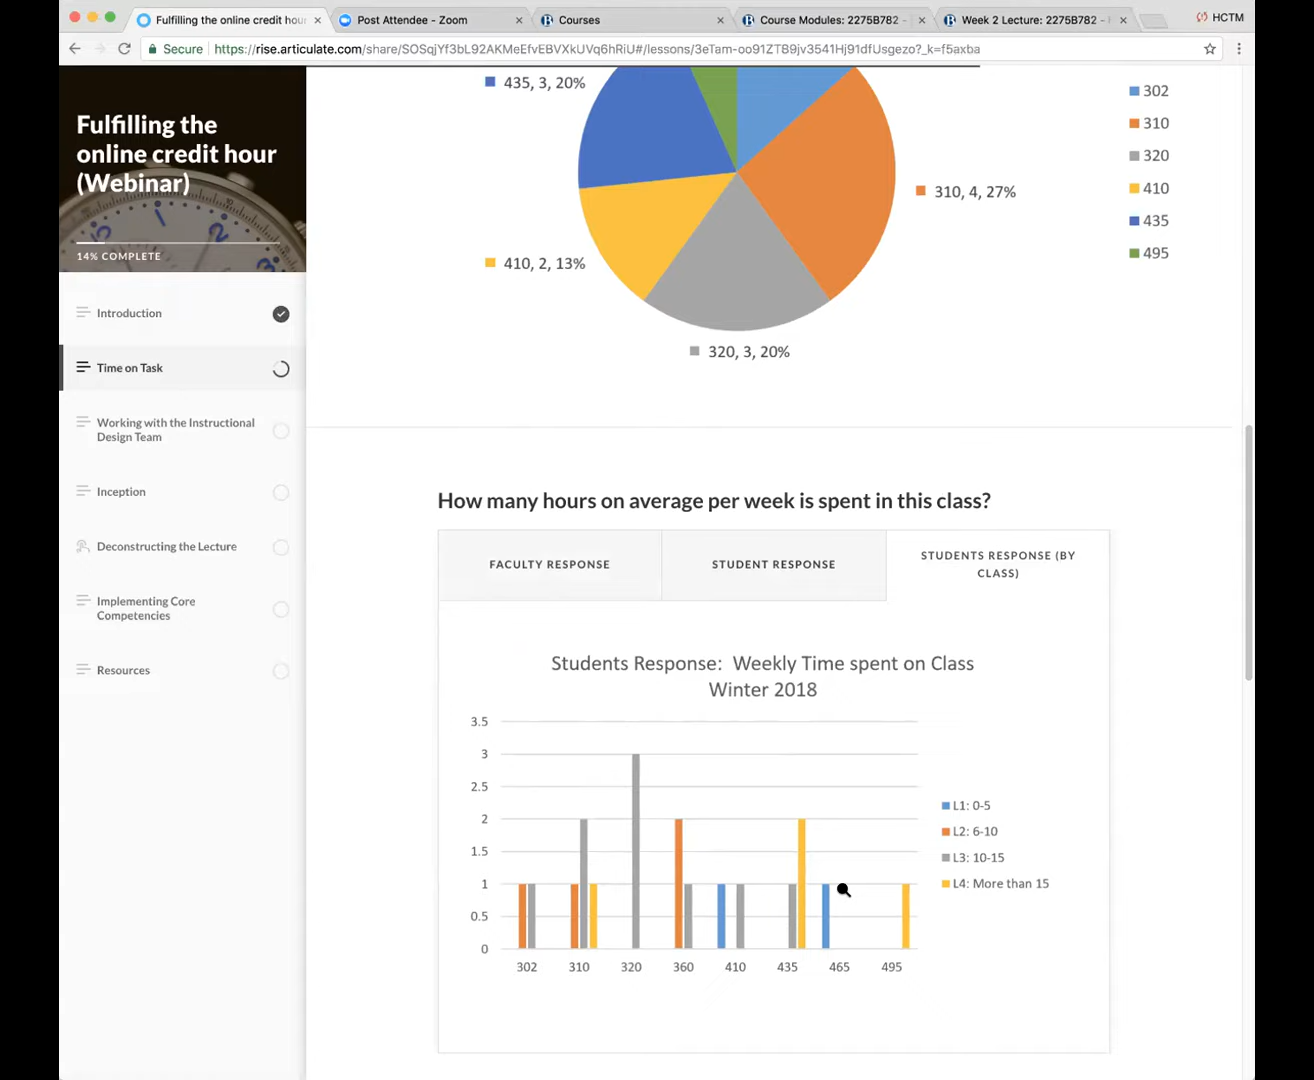 Fulfilling the online credit hour
Post Attendee - Zoom
Courses
Course Modules: 2275B782 -
Week 2 Lecture: 2275B782 -
HCTM
Secure
https://rise.articulate.com/share/SOSqjYf3bL92AKMeEfvEBVXkUVq6hRiU#/lessons/3eTam-oo91ZTB9jv3541Hj91dfUsgezo?_k=f5axba
Fulfilling the
online credit hour
(Webinar)
14% COMPLETE
Introduction
Time on Task
Working with the Instructional
Design Team
Inception
Deconstructing the Lecture
Implementing Core
Competencies
Resources
435, 3, 20%
310, 4, 27%
410, 2, 13%
320, 3, 20%
302
310
320
410
435
495
How many hours on average per week is spent in this class?
FACULTY RESPONSE
STUDENT RESPONSE
STUDENTS RESPONSE (BY
CLASS)
Students Response: Weekly Time spent on Class
Winter 2018
3.5
3
2.5
2
1.5
1
0.5
0
302 310 320 360 410 435 465 495
L1: 0-5
L2: 6-10
L3: 10-15
L4: More than 15